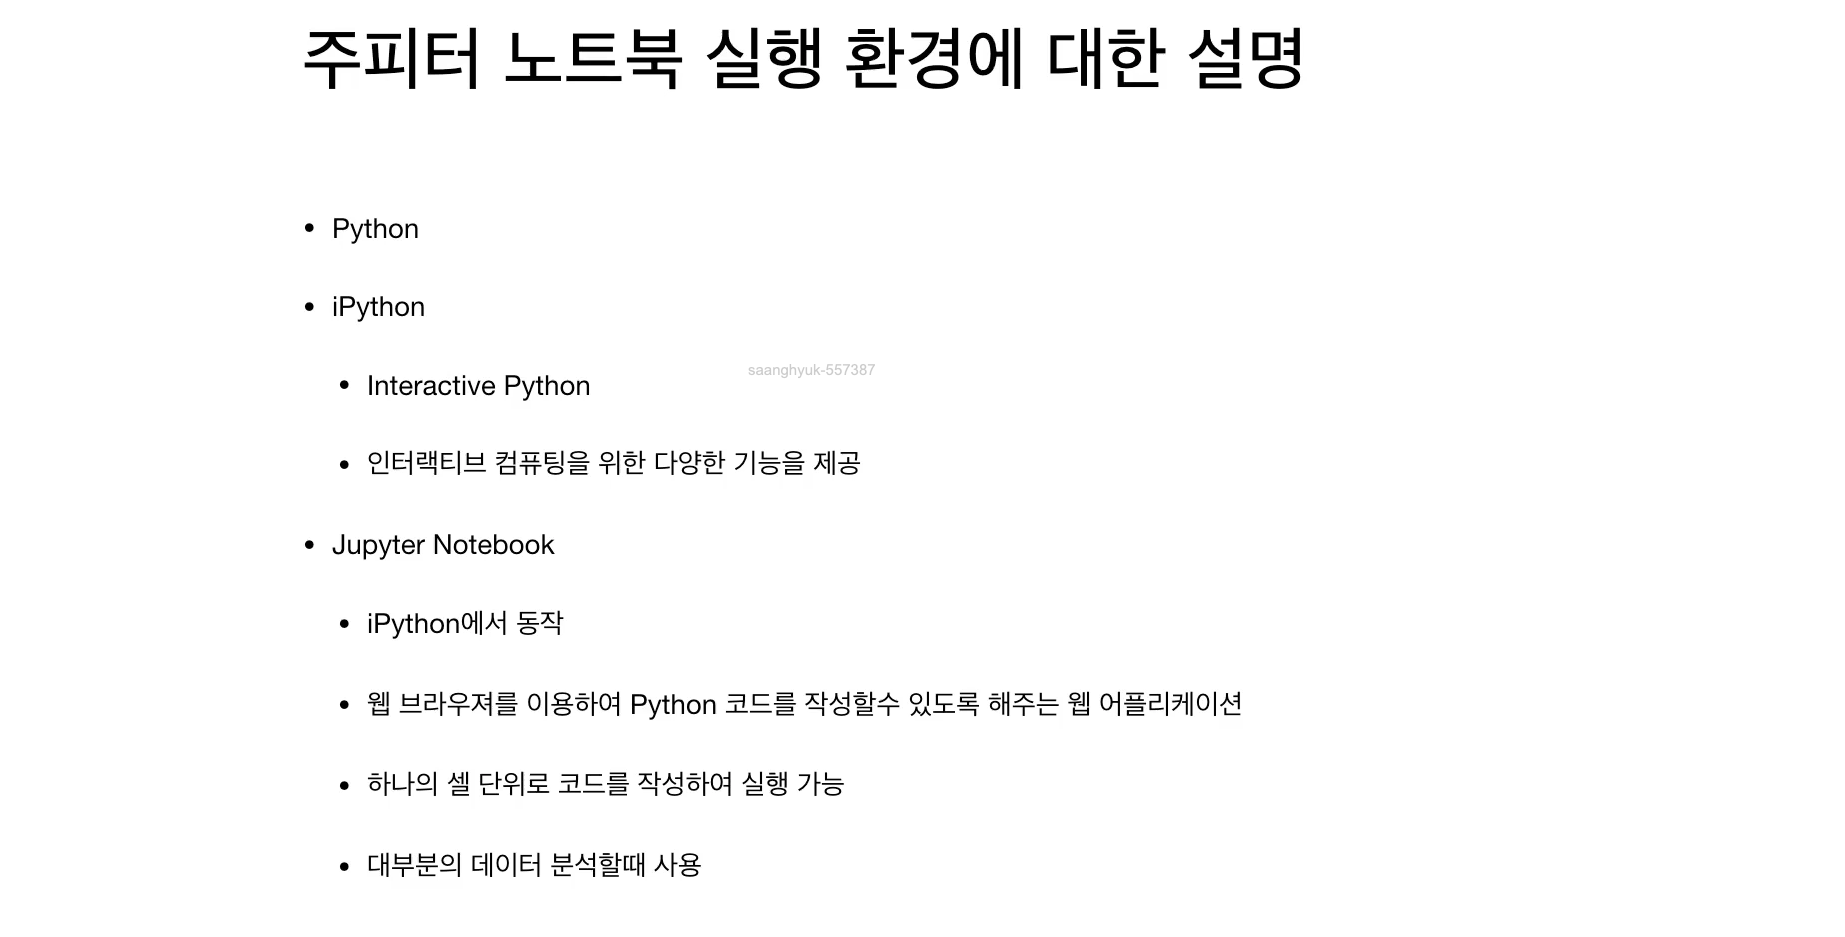 주피터 노트북 실행 환경에 대한 설명
• Python
• iPython
• Interactive Python
saanghyuk-557387
• 인터랙티브 컴퓨팅을 위한 다양한 기능을 제공
• Jupyter Notebook
• iPython에서 동작
• 웹 브라우져를 이용하여 Python 코드를 작성할수 있도록 해주는 웹 어플리케이션
• 하나의 셀 단위로 코드를 작성하여 실행 가능
• 대부분의 데이터 분석할때 사용